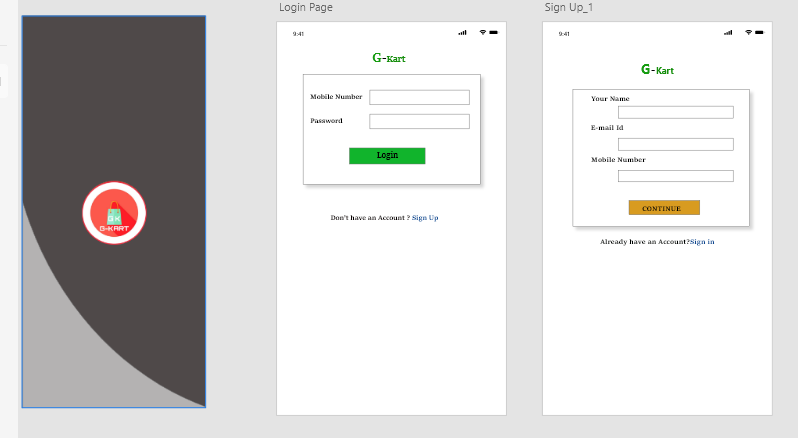 Login Page
Sign Up_1
GK
G-KART
9:41
G-Kart
Mobile Number
Password
Login
Don't have an Account ? Sign Up
9:41
G-Kart
Your Name
E-mail Id
Mobile Number
CONTINUE
Already have an Account?Sign in